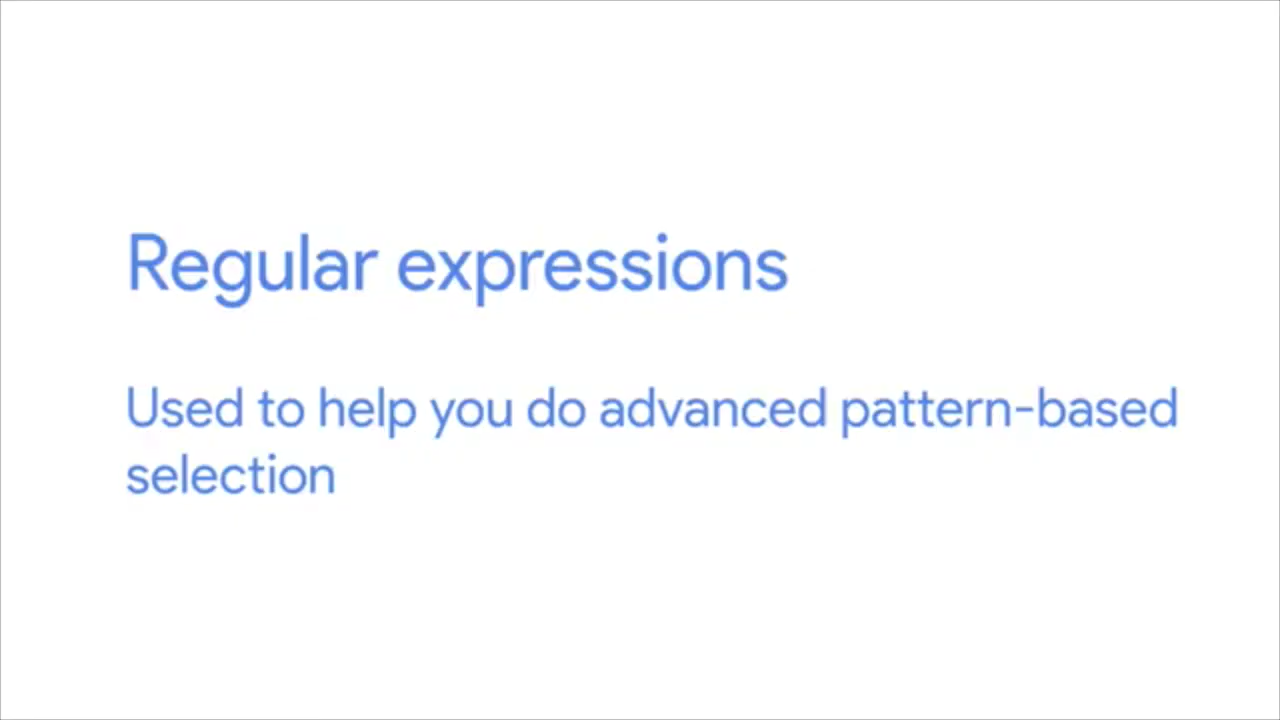 Regular expressions
Used to help you do advanced pattern-based
selection